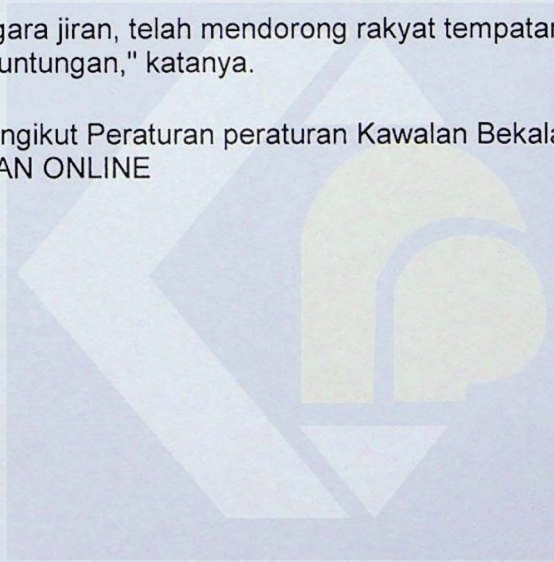 gara jiran, telah mendorong rakyat tempatan
untungan," katanya.
ngikut Peraturan peraturan Kawalan Bekala
AN ONLINE